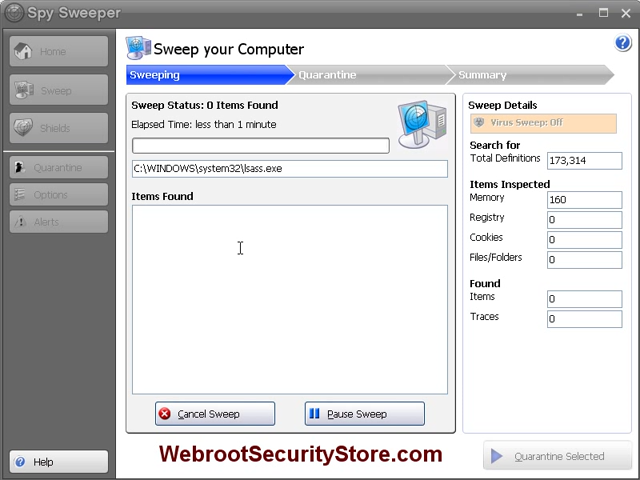 Spy Sweeper
Home
Sweep
Shields
Quarantine
Options
Alerts
Help
Sweep your Computer
Sweeping
Quarantine
Summary
Sweep Status: 0 Items Found
Elapsed Time: less than 1 minute
C:\WINDOWS\system32\lsass.exe
Items Found
Cancel Sweep
Pause Sweep
Sweep Details
Virus Sweep: Off
Search for
Total Definitions 173,314
Items Inspected
Memory 160
Registry 0
Cookies 0
Files/Folders 0
Found
Items 0
Traces 0
WebrootSecurityStore.com
Quarantine Selected